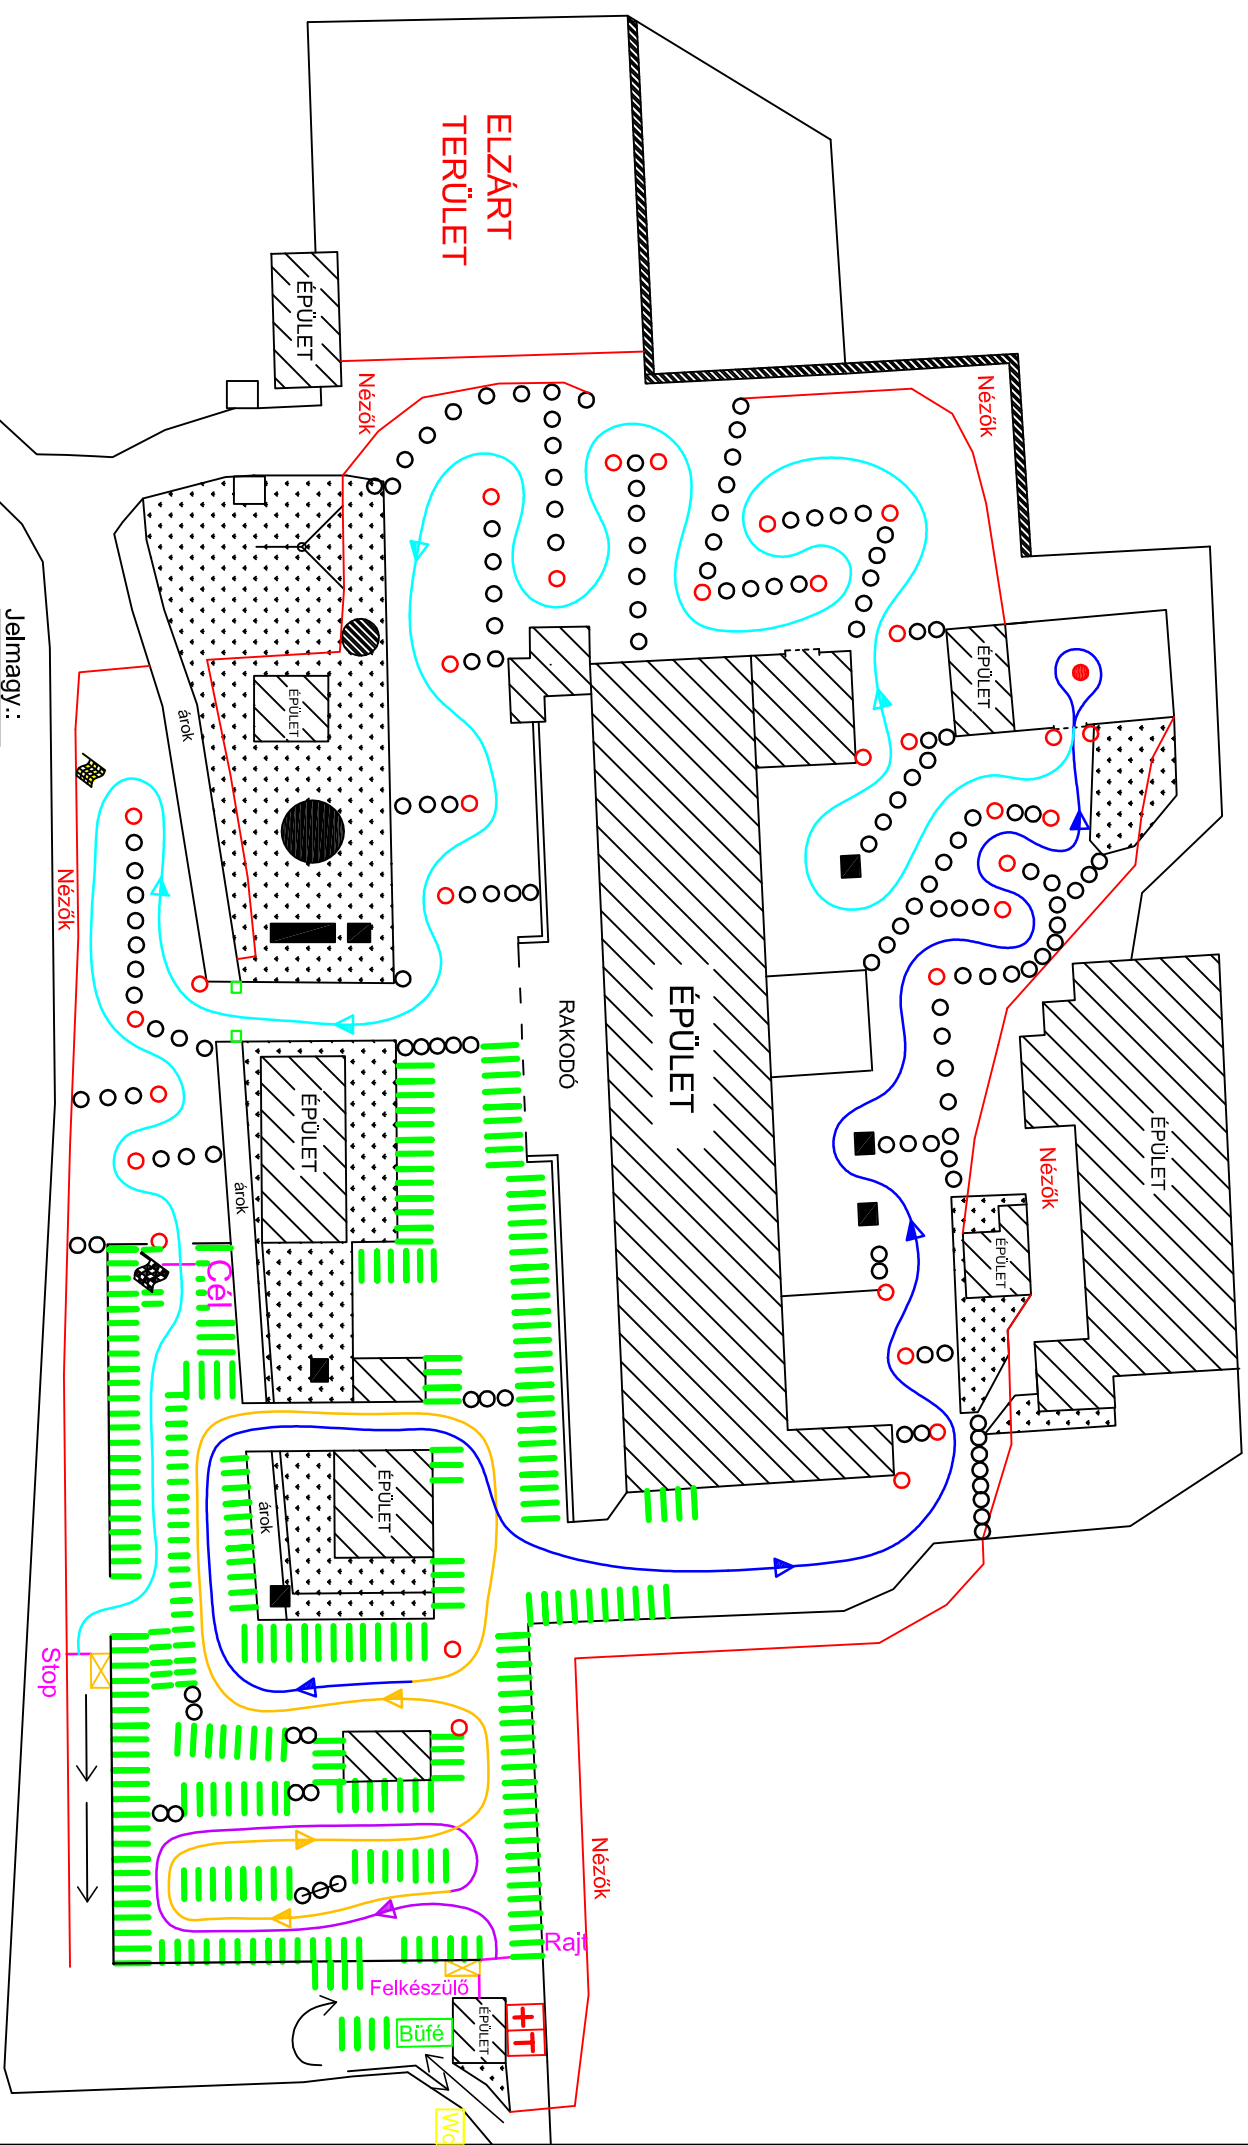 ELZÁRT
TERÜLET
ÉPÜLET
Nézők
Nézők
ÉPÜLET
ÉPÜLET
árok
Jelmagy.:
Nézők
ÉPÜLET
RAKODÓ
ÉPÜLET
Nézők
ÉPÜLET
ÉPÜLET
árok
Cél
ÉPÜLET
árok
Stop
Nézők
Rajt
Felkészülő
ÉPÜLET
+T
Büfé
Wc